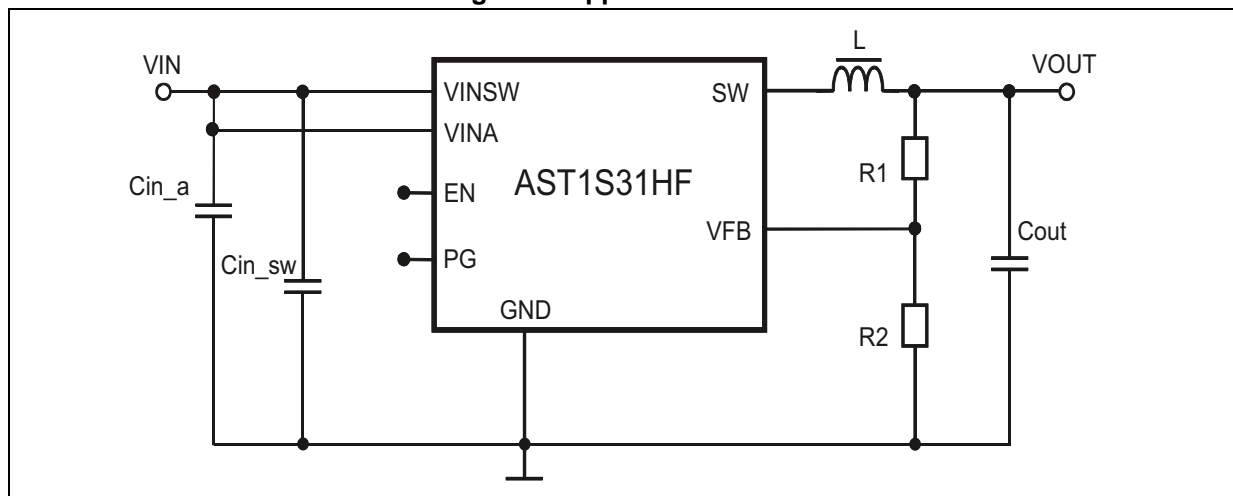 VIN
VINSW
VINA
EN
PG
GND
AST1S31HF
SW
VFB
L
VOUT
R1
R2
Cin_a
Cin_sw
Cout